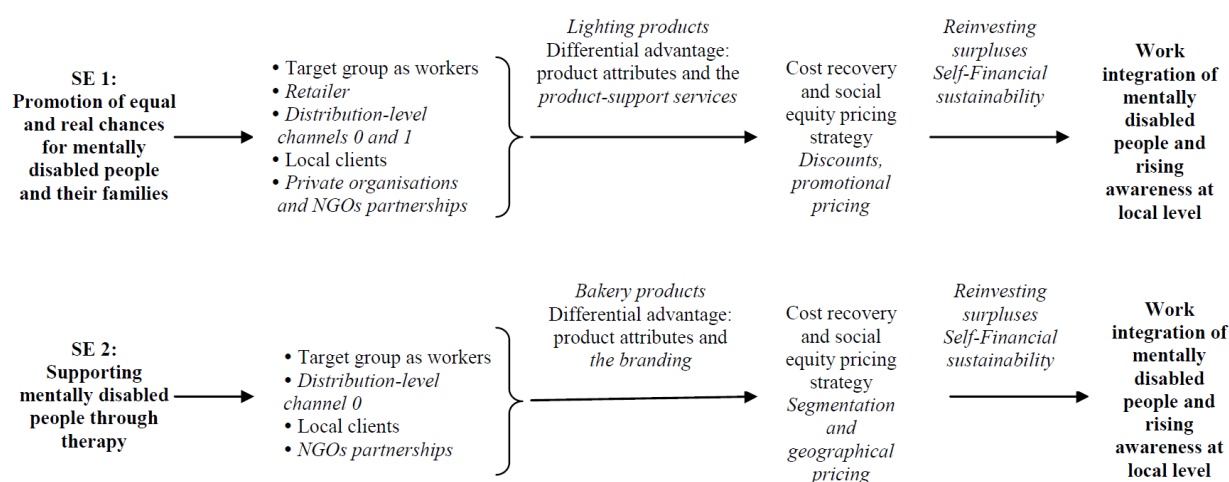 SE 1:
Promotion of equal
and real chances
for mentally
disabled people
and their families
• Target group as workers
• Retailer
• Distribution-level
channels 0 and 1
• Local clients
• Private organisations
and NGOs partnerships
Lighting products
Differential advantage:
product attributes and the
product-support services
Cost recovery
and social
equity pricing
strategy
Discounts,
promotional
pricing
Reinvesting
surpluses
Self-Financial
sustainability
Work
integration of
mentally
disabled
people and
rising
awareness at
local level
SE 2:
Supporting
mentally disabled
people through
therapy
• Target group as workers
• Distribution-level
channel 0
• Local clients
• NGOs partnerships
Bakery products
Differential advantage:
product attributes and
the branding
Cost recovery
and social
equity pricing
strategy
Segmentation
and
geographical
pricing
Reinvesting
surpluses
Self-Financial
sustainability
Work
integration of
mentally
disabled
people and
rising
awareness at
local level